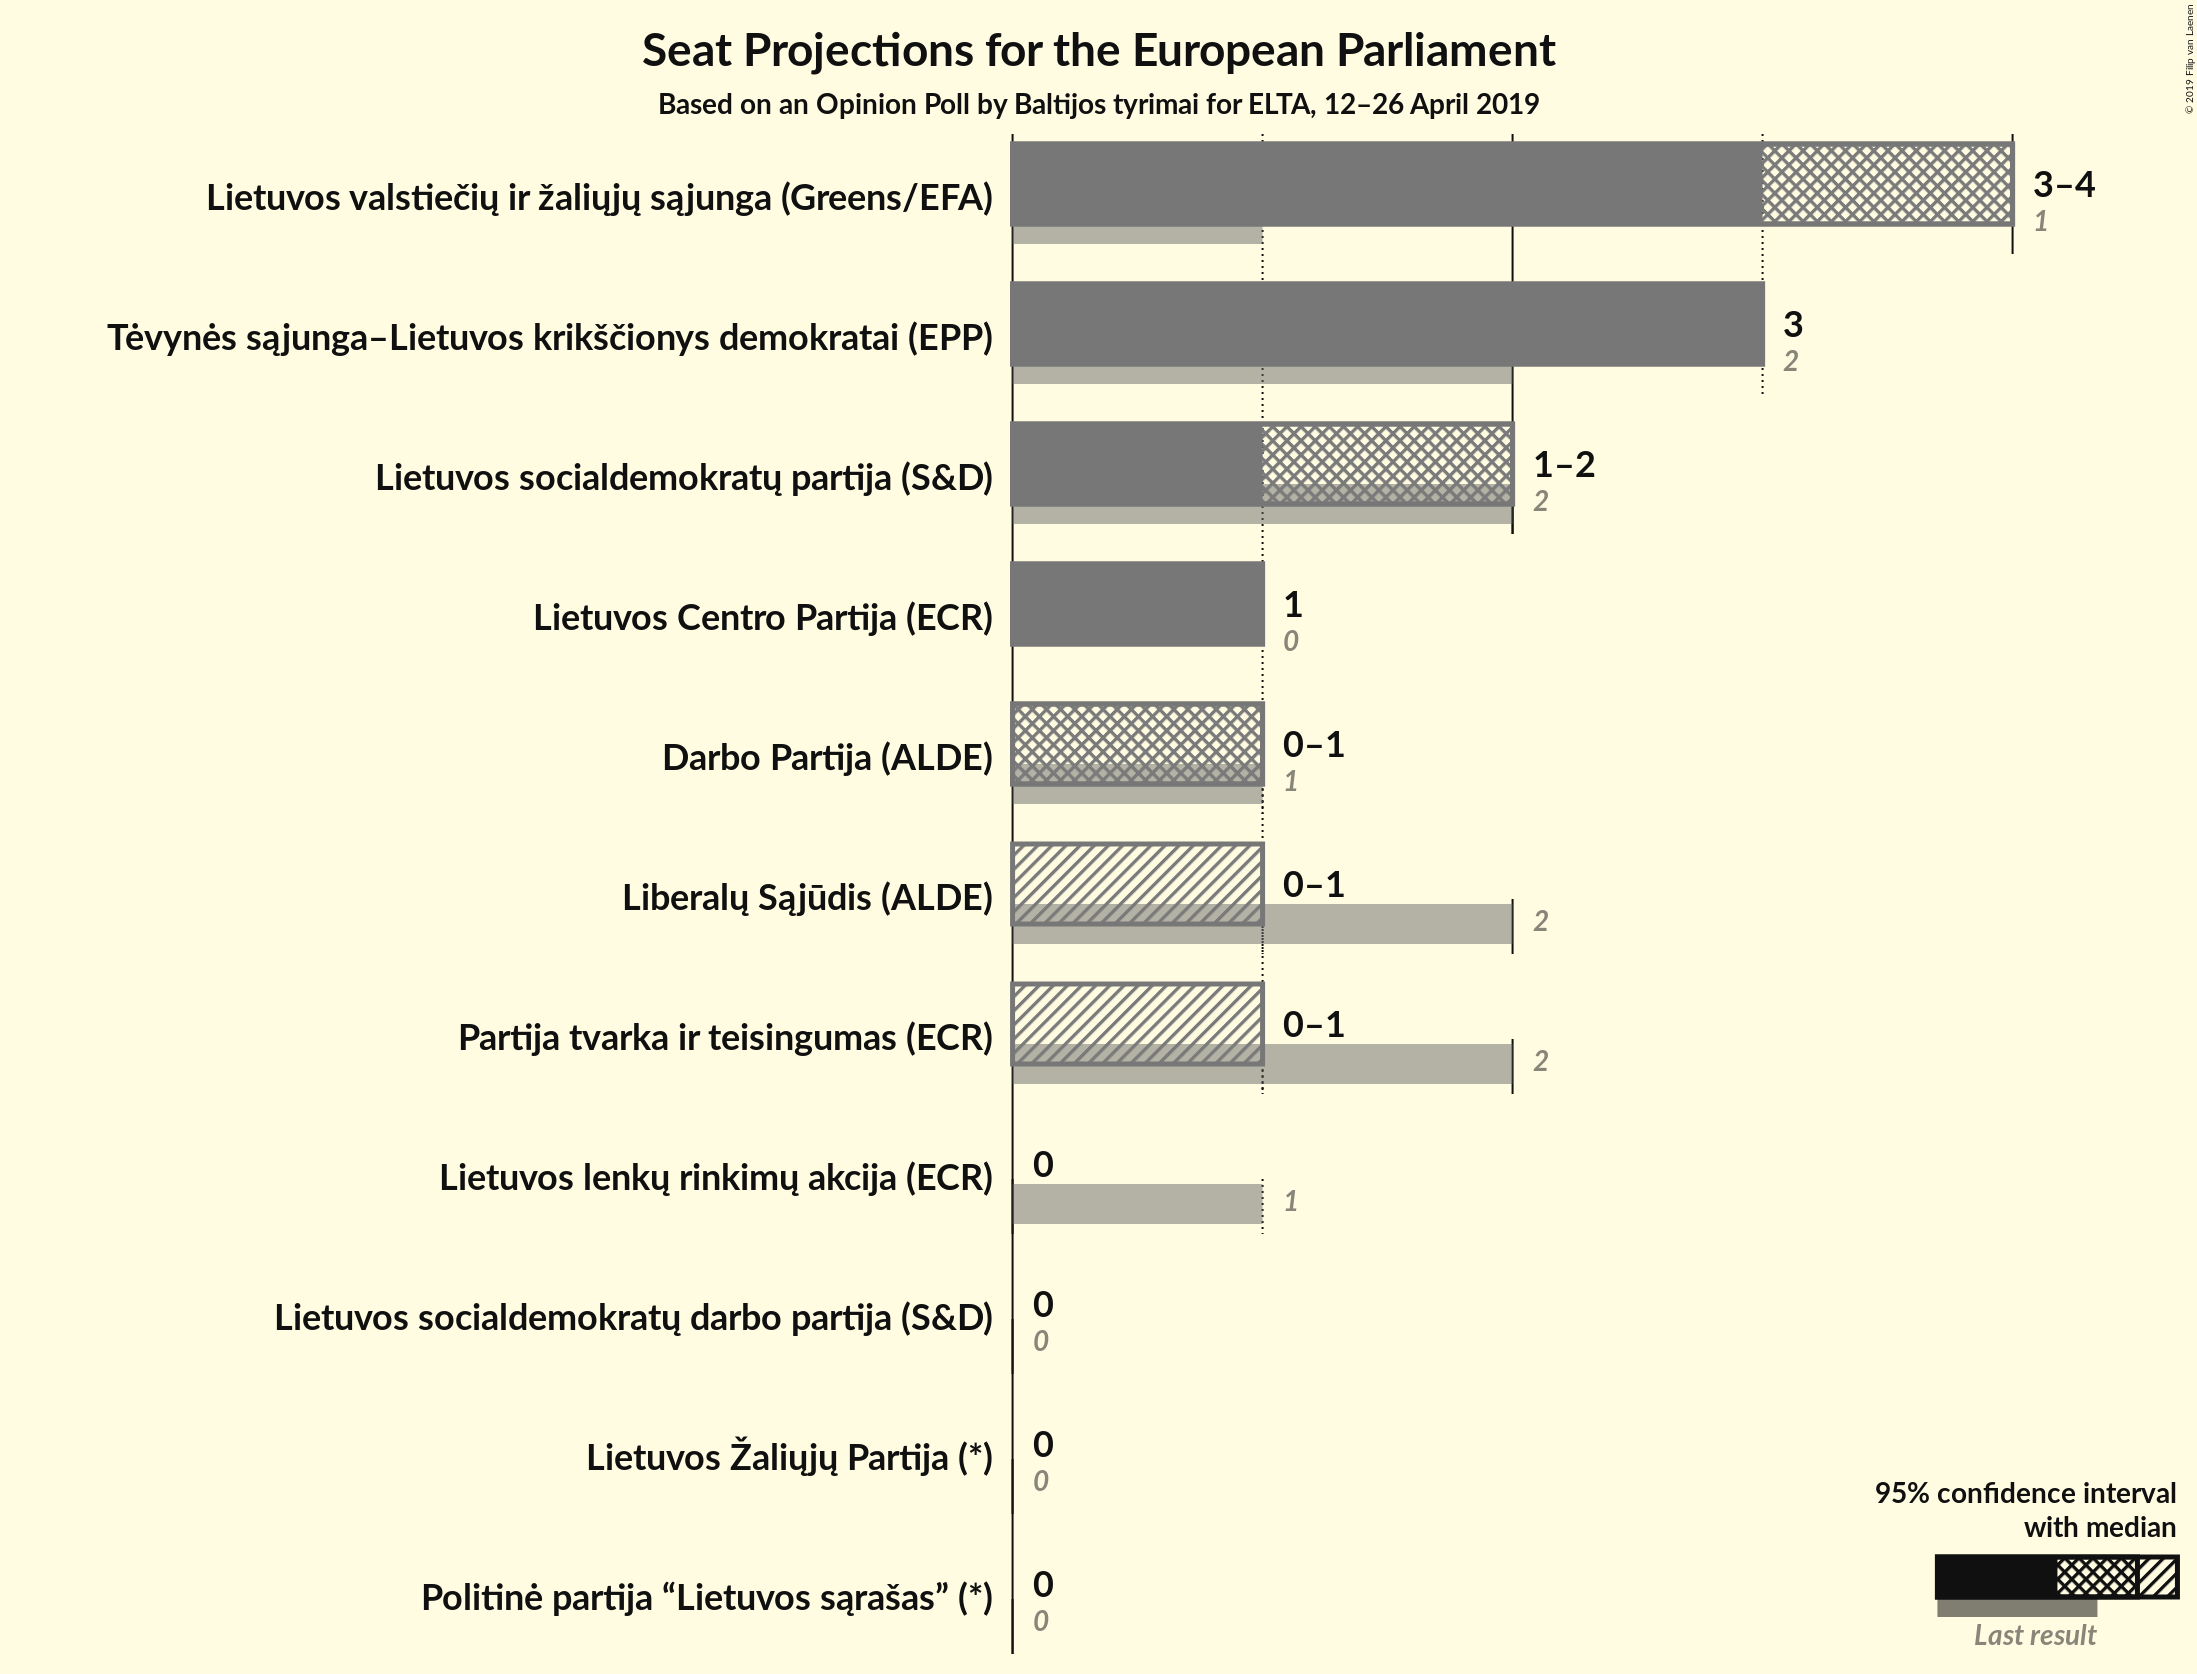 Seat Projections for the European Parliament
Based on an Opinion Poll by Baltijos tyrimai for ELTA, 12–26 April 2019
© 2019 Filip van Laenen
Lietuvos valstiečių ir žaliųjų sąjunga (Greens/EFA)
3–4
1
Tėvynės sąjunga–Lietuvos krikščionys demokratai (EPP)
3
2
Lietuvos socialdemokratų partija (S&D)
1–2
2
Lietuvos Centro Partija (ECR)
1
0
Darbo Partija (ALDE)
0–1
1
Liberalų Sąjūdis (ALDE)
0–1
2
Partija tvarka ir teisingumas (ECR)
0–1
2
Lietuvos lenkų rinkimų akcija (ECR)
0
1
Lietuvos socialdemokratų darbo partija (S&D)
0
0
Lietuvos Žaliųjų Partija (*)
0
0
Politinė partija “Lietuvos sąrašas” (*)
0
0
95% confidence interval
with median
Last result